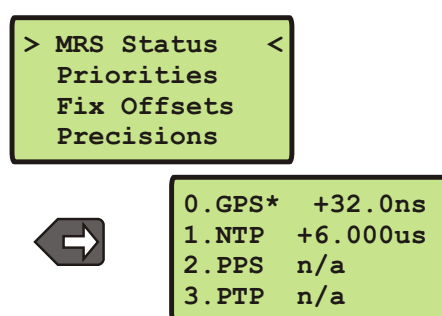 > MRS Status <
Priorities
Fix Offsets
Precisions
0.GPS* +32.0ns
1.NTP +6.000us
2.PPS n/a
3.PTP n/a